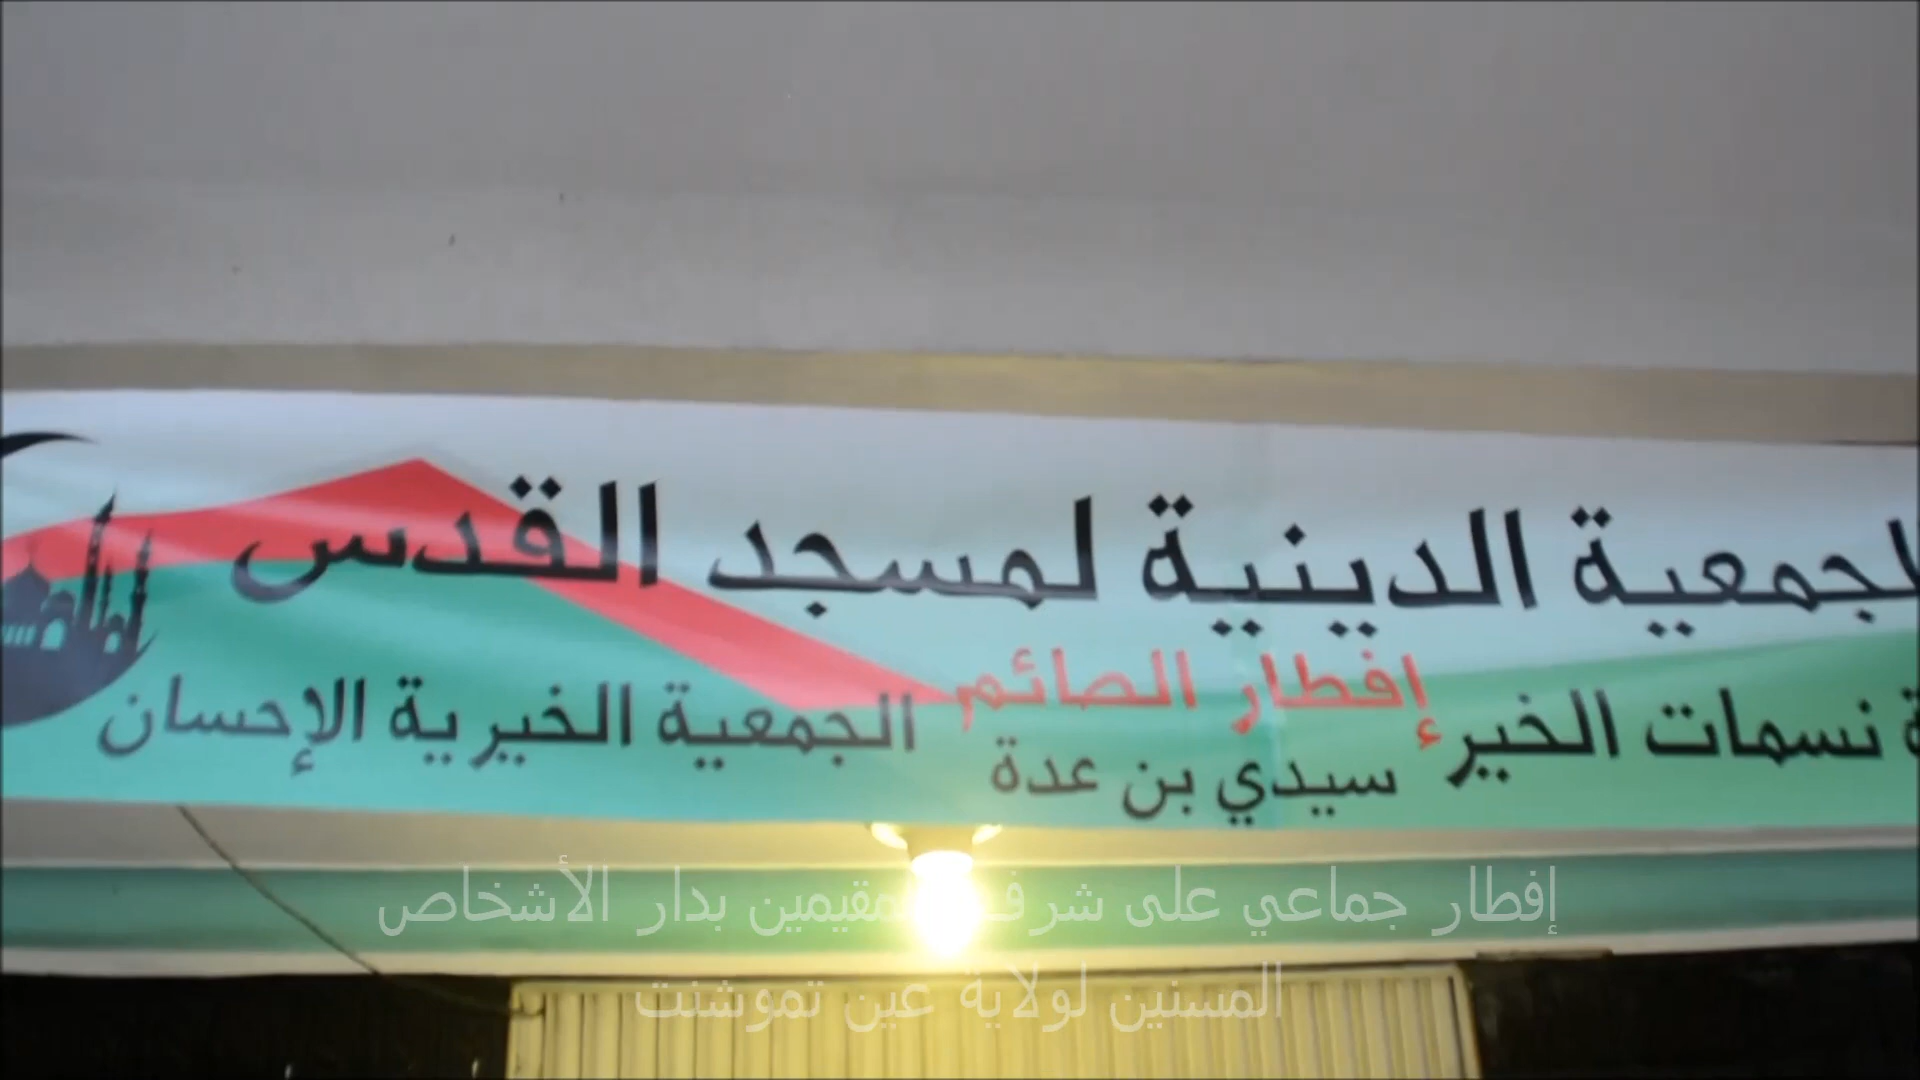 لجمعية الدينية لمسجد القدس
إفطار الصائم
نسمات الخير
سيدي بن عدة
الجمعية الخيرية الإحسان
إفطار جماعي على شرف المقيمين بدار الأشخاص
المسنين لولاية عين تموشنت